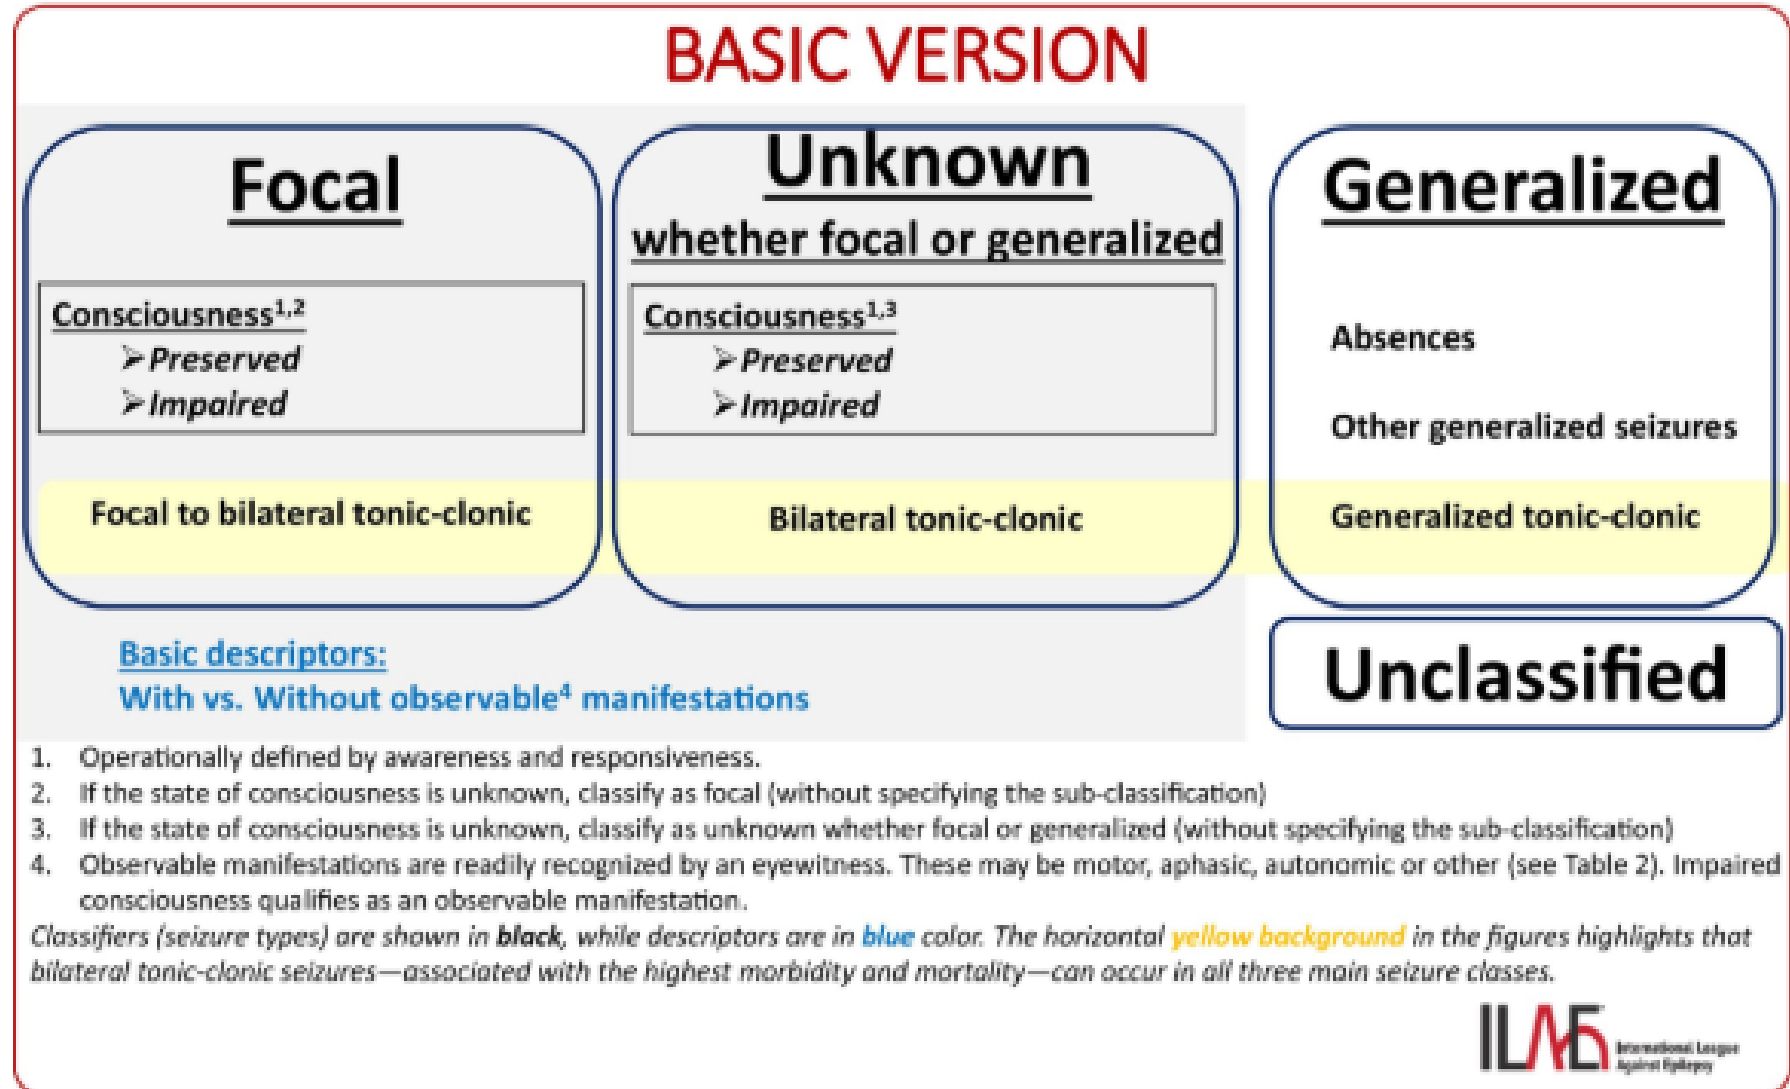 BASIC VERSION
Focal
Consciousness1,2
➢Preserved
➢Impaired
Focal to bilateral tonic-clonic
Unknown
whether focal or generalized
Consciousness1,3
➢Preserved
➢Impaired
Bilateral tonic-clonic
Generalized
Absences
Other generalized seizures
Generalized tonic-clonic
Basic descriptors:
With vs. Without observable4 manifestations
Unclassified
1. Operationally defined by awareness and responsiveness.
2. If the state of consciousness is unknown, classify as focal (without specifying the sub-classification)
3. If the state of consciousness is unknown, classify as unknown whether focal or generalized (without specifying the sub-classification)
4. Observable manifestations are readily recognized by an eyewitness. These may be motor, aphasic, autonomic or other (see Table 2). Impaired
consciousness qualifies as an observable manifestation.
Classifiers (seizure types) are shown in black, while descriptors are in blue color. The horizontal yellow background in the figures highlights that
bilateral tonic-clonic seizures—associated with the highest morbidity and mortality—can occur in all three main seizure classes.
ILAE
International League
Against Epilepsy